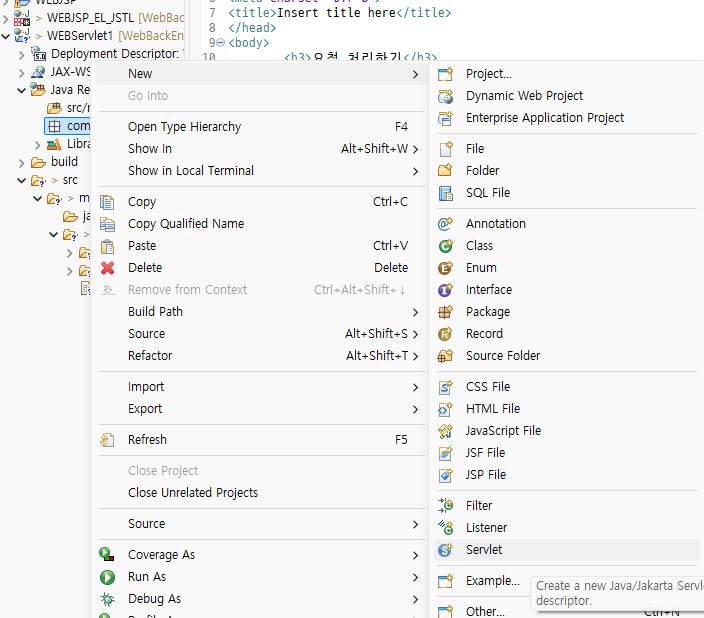 WEBJSP
WEBJSP_EL_JSTL [WebBac
> WEBServlet1 [WebBackEn
Deployment Descriptor:
JAX-WS
Java Re
src/
com
Libra
build
> src
> m
ja
>
7 <title>Insert title here</title>
8 </head>
9 <body>
10 <h3>요청 처리하기</h3>
New
Go Into
Open Type Hierarchy F4
Show In Alt+Shift+W
Show in Local Terminal
Copy Ctrl+C
Copy Qualified Name
Paste Ctrl+V
Delete Delete
Remove from Context Ctrl+Alt+Shift+↓
Build Path
Source Alt+Shift+S
Refactor Alt+Shift+T
Import
Export
Refresh F5
Close Project
Close Unrelated Projects
Source
Coverage As
Run As
Debug As
Project...
Dynamic Web Project
Enterprise Application Project
File
Folder
SQL File
Annotation
Class
Enum
Interface
Package
Record
Source Folder
CSS File
HTML File
JavaScript File
JSF File
JSP File
Filter
Listener
Servlet
Example...
Other... Ctrl+N
Create a new Java/Jakarta Servl
descriptor.